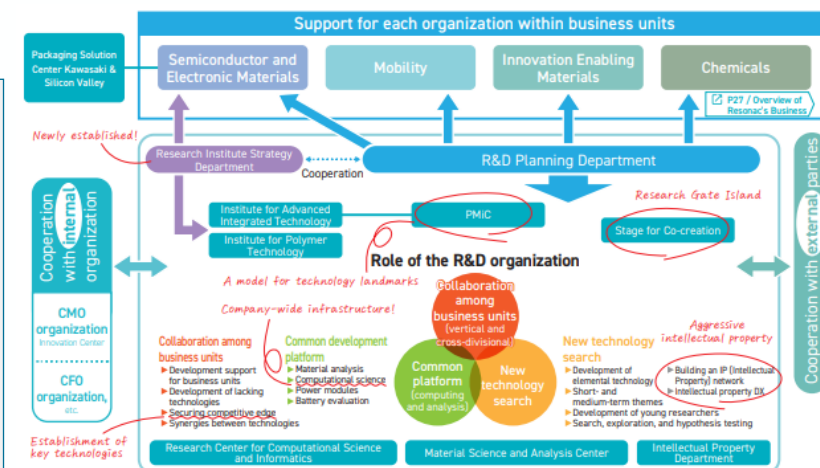 Support for each organization within business units
Packaging Solution
Center Kawasaki &
Silicon Valley
Semiconductor and
Electronic Materials
Mobility
Innovation Enabling
Materials
Chemicals
P27 / Overview of
Resonac's Business
Newly established!
Research Institute Strategy
Department
Cooperation
R&D Planning Department
Cooperation
with internal
organization
CMO
organization
Innovation Center
CFO
organization,
etc.
Institute for Advanced
Integrated Technology
Institute for Polymer
Technology
PMiC
Research Gate Island
Stage for Co-creation
Role of the R&D organization
A model for technology landmarks
Company-wide infrastructure!
Collaboration
among
business units
(vertical and
cross-divisional)
Common
platform
(computing
and analysis)
New
technology
search
Collaboration among
business units
▶Development support
for business units
▶Development of lacking
technologies
▶Securing competitive edge
▶Synergies between technologies
Common development
platform
▶Material analysis
▶Computational science
▶Power modules
▶Battery evaluation
New technology
search
▶Development of
elemental technology
▶Short- and
medium-term themes
▶Development of young researchers
▶Search, exploration, and hypothesis testing
Aggressive
intellectual property
▶Building an IP (Intellectual
Property) network
▶Intellectual property DX
Establishment of
key technologies
Research Center for Computational Science
and Informatics
Material Science and Analysis Center
Intellectual Property
Department
Cooperation with external parties